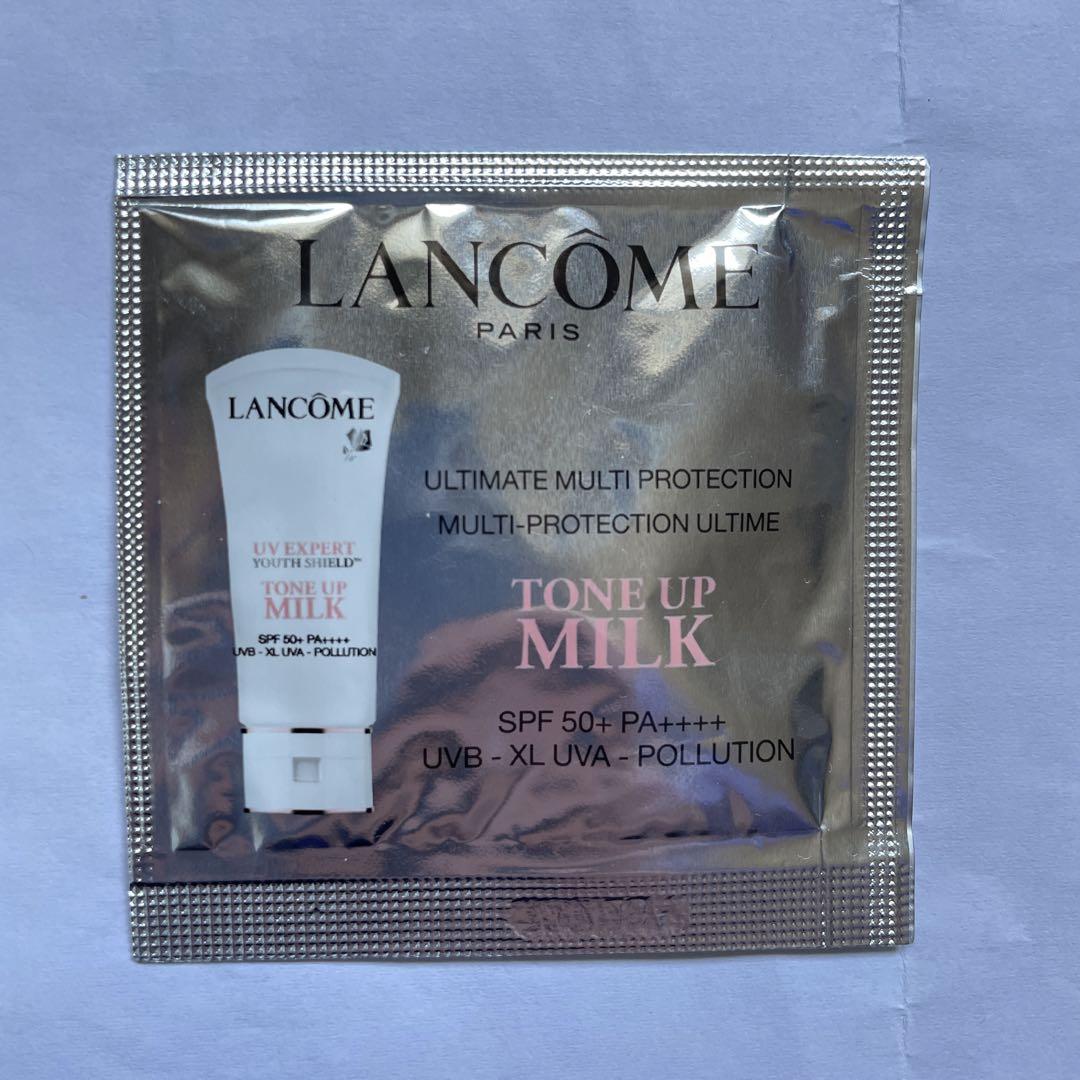 LANCÔME
PARIS
LANCÔME
UV EXPERT
YOUTH SHIELD™
TONE UP
MILK
SPF 50+ PA++++
UVB - XL UVA - POLLUTION
ULTIMATE MULTI PROTECTION
MULTI-PROTECTION ULTIME
TONE UP
MILK
SPF 50+ PA++++
UVB - XL UVA - POLLUTION